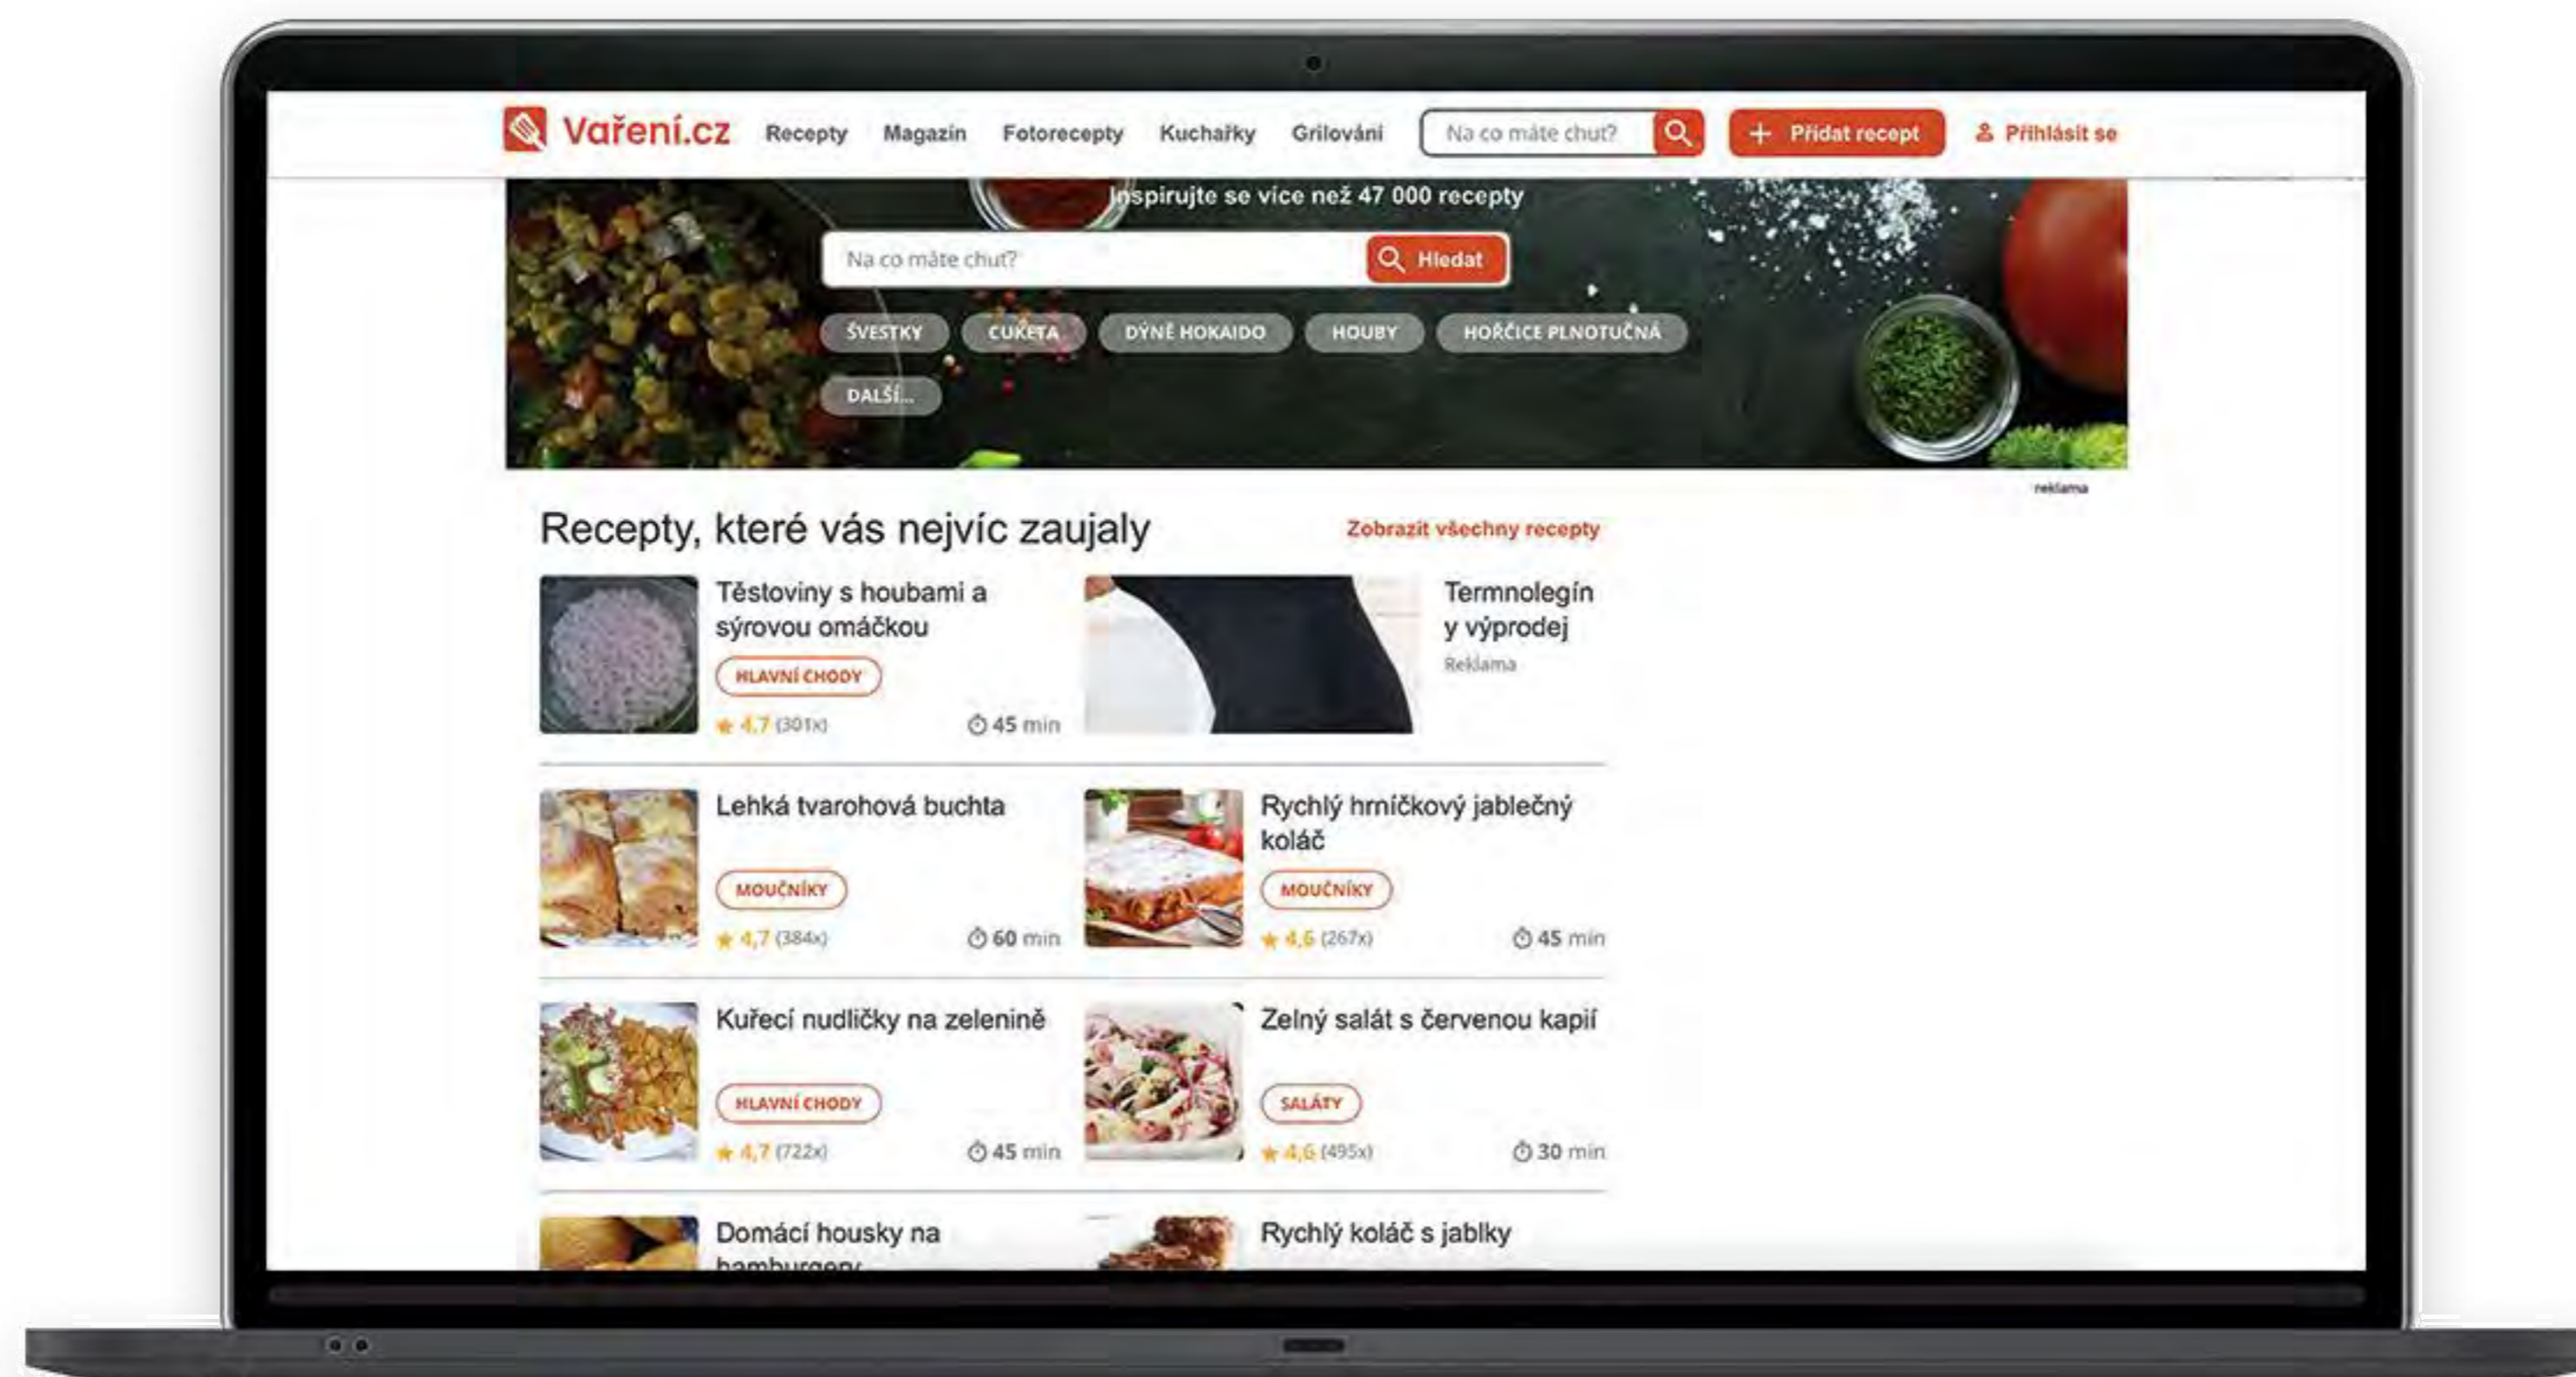 Vaření.cz
Recepty Magazín Fotorecepty Kuchařky Grilování Na co máte chuť? + Přidat recept Přihlásit se
Inspirujte se více než 47 000 recepty
Na co máte chuť? Hledat
ŠVESTKY CUKETA DÝNĚ HOKAIDO HOUBY HOŘČICE PLNOTUČNÁ
DALŠÍ...
reklama
Recepty, které vás nejvíc zaujaly Zobrazit všechny recepty
Těstoviny s houbami a
sýrovou omáčkou
HLAVNÍ CHODY
4,7 (301x) 45 min
Termnolegín
y výprodej
Reklama
Lehká tvarohová buchta
MOUČNÍKY
4,7 (384x) 60 min
Rychlý hrníčkový jablečný
koláč
MOUČNÍKY
4,6 (267x) 45 min
Kuřecí nudličky na zelenině
HLAVNÍ CHODY
4,7 (722x) 45 min
Zelný salát s červenou kapií
SALÁTY
4,6 (495x) 30 min
Domácí housky na
hamburgery
Rychlý koláč s jablky